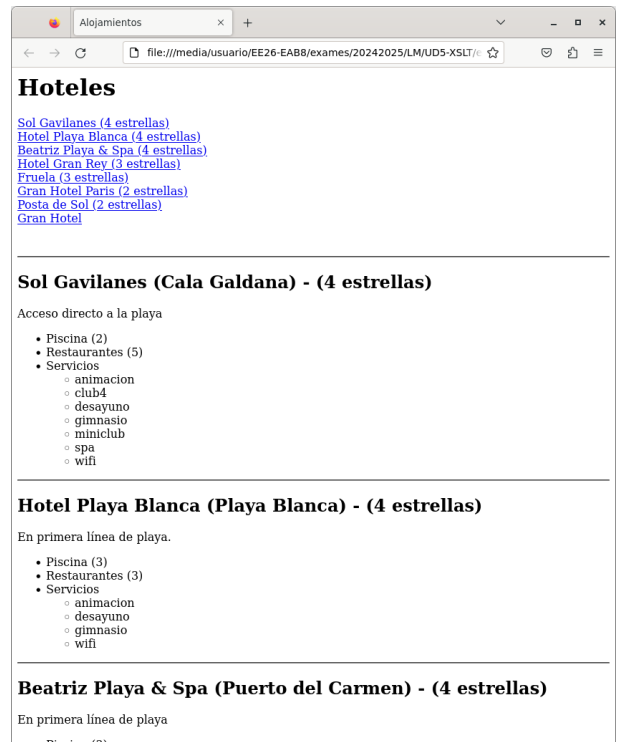 Alojamientos
file:///media/usuario/EE26-EAB8/exames/20242025/LM/UD5-XSLT/e
Hoteles
Sol Gavilanes (4 estrellas)
Hotel Playa Blanca (4 estrellas)
Beatriz Playa & Spa (4 estrellas)
Hotel Gran Rey (3 estrellas)
Fruela (3 estrellas)
Gran Hotel Paris (2 estrellas)
Posta de Sol (2 estrellas)
Gran Hotel
Sol Gavilanes (Cala Galdana) - (4 estrellas)
Acceso directo a la playa
Piscina (2)
Restaurantes (5)
Servicios
animacion
club4
desayuno
gimnasio
miniclub
spa
wifi
Hotel Playa Blanca (Playa Blanca) - (4 estrellas)
En primera línea de playa.
Piscina (3)
Restaurantes (3)
Servicios
animacion
desayuno
gimnasio
wifi
Beatriz Playa & Spa (Puerto del Carmen) - (4 estrellas)
En primera línea de playa